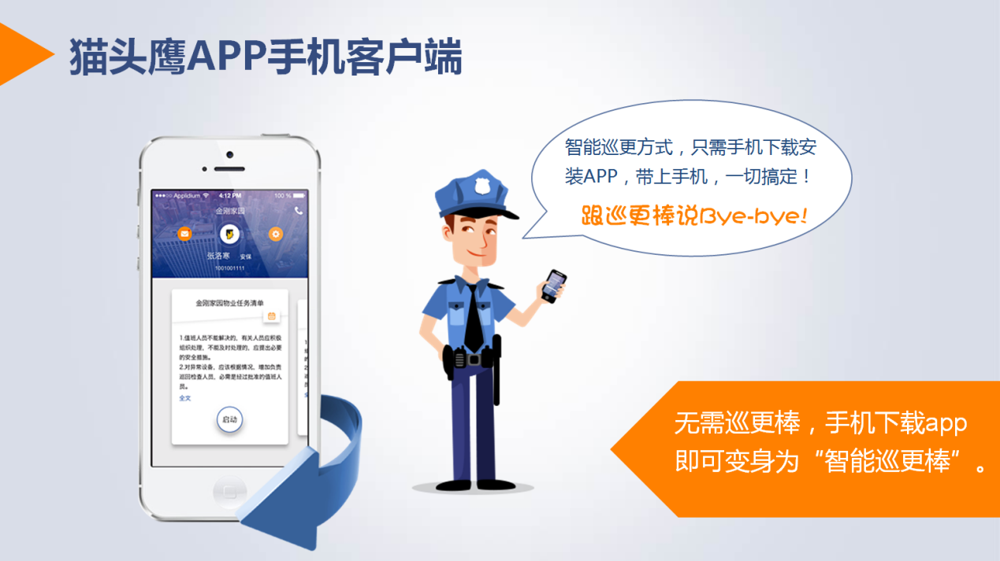 猫头鹰APP手机客户端
智能巡更方式，只需手机下载安
装APP，带上手机，一切搞定！
跟巡更棒说Bye-bye!
Applidium 4:12 PM 100 %
金刚家园
张洛寒 安保
1001001111
金刚家园物业任务清单
1.值班人员不能解决的，有关人员应积极
组织处理，不能及时处理的，应提出必要
的安全措施。
2.对异常设备，应该根据情况，增加负责
巡回检查人员，必需是经过批准的值班人
员。
全文
启动
无需巡更棒，手机下载app
即可变身为“智能巡更棒”。